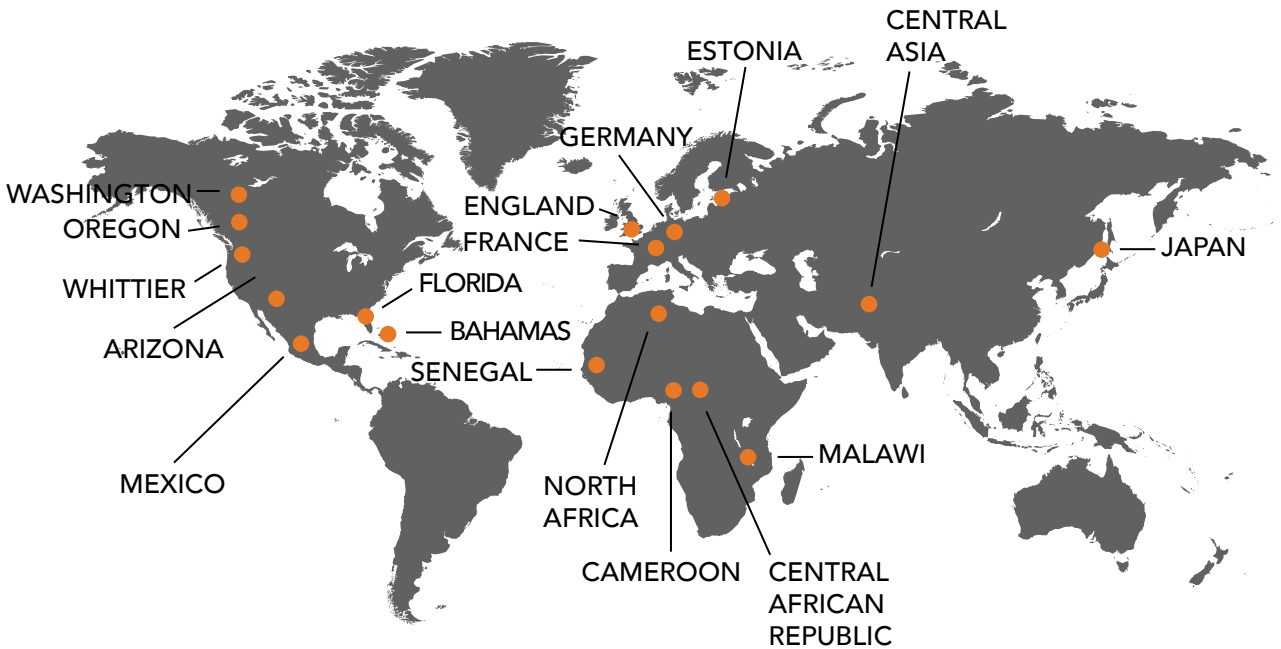 CENTRAL
ASIA
ESTONIA
GERMANY
WASHINGTON
OREGON
ENGLAND
FRANCE
JAPAN
WHITTIER
FLORIDA
ARIZONA
BAHAMAS
SENEGAL
MALAWI
MEXICO
NORTH
AFRICA
CAMEROON
CENTRAL
AFRICAN
REPUBLIC